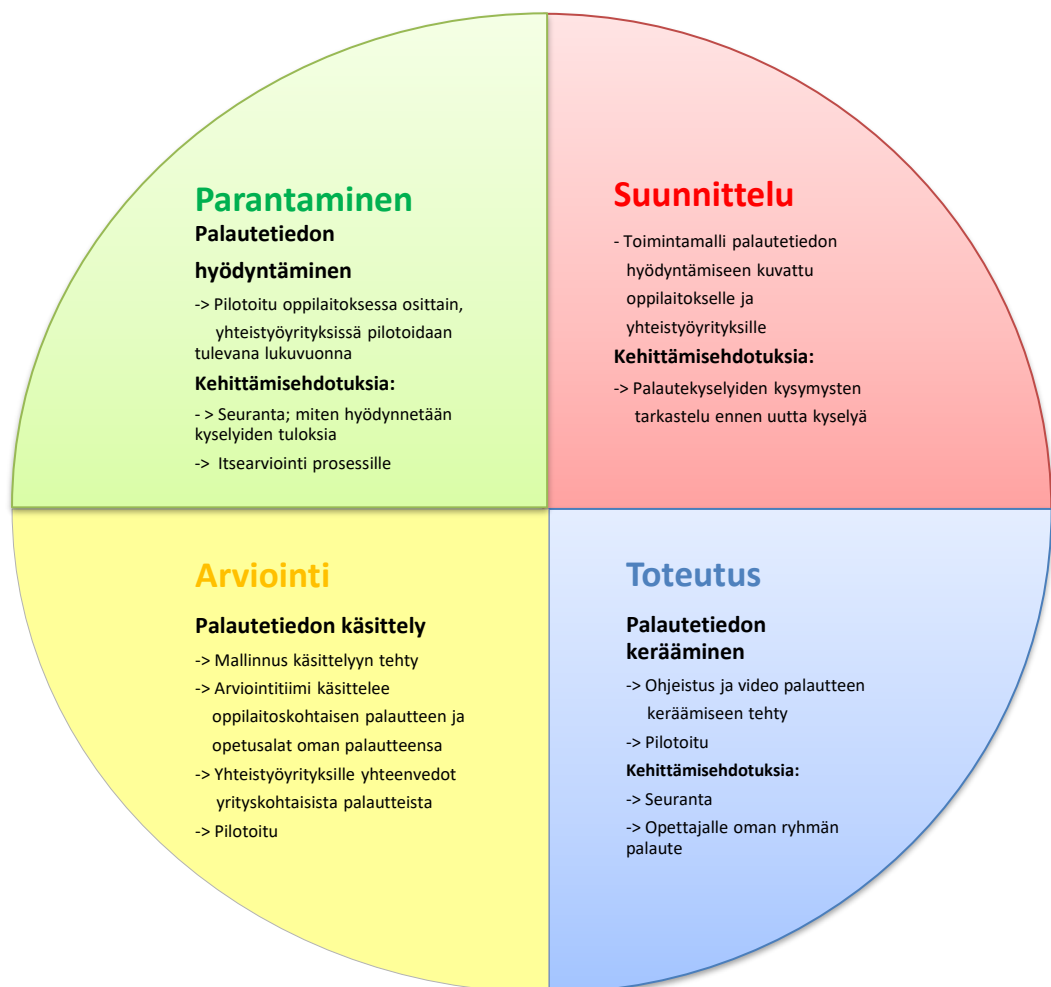 Parantaminen
Palautetiedon
hyödyntäminen
-> Pilotoitu oppilaitoksessa osittain,
yhteistyöyrityksissä pilotoidaan
tulevana lukuvuonna
Kehittämisehdotuksia:
- > Seuranta; miten hyödynnetään
kyselyiden tuloksia
-> Itsearviointi prosessille
Suunnittelu
- Toimintamalli palautetiedon
hyödyntämiseen kuvattu
oppilaitokselle ja
yhteistyöyrityksille
Kehittämisehdotuksia:
-> Palautekyselyiden kysymysten
tarkastelu ennen uutta kyselyä
Arviointi
Palautetiedon käsittely
-> Mallinnus käsittelyyn tehty
-> Arviointitiimi käsittelee
oppilaitoskohtaisen palautteen ja
opetusalat oman palautteensa
-> Yhteistyöyrityksille yhteenvedot
yrityskohtaisista palautteista
-> Pilotoitu
Toteutus
Palautetiedon
kerääminen
-> Ohjeistus ja video palautteen
keräämiseen tehty
-> Pilotoitu
Kehittämisehdotuksia:
-> Seuranta
-> Opettajalle oman ryhmän
palaute